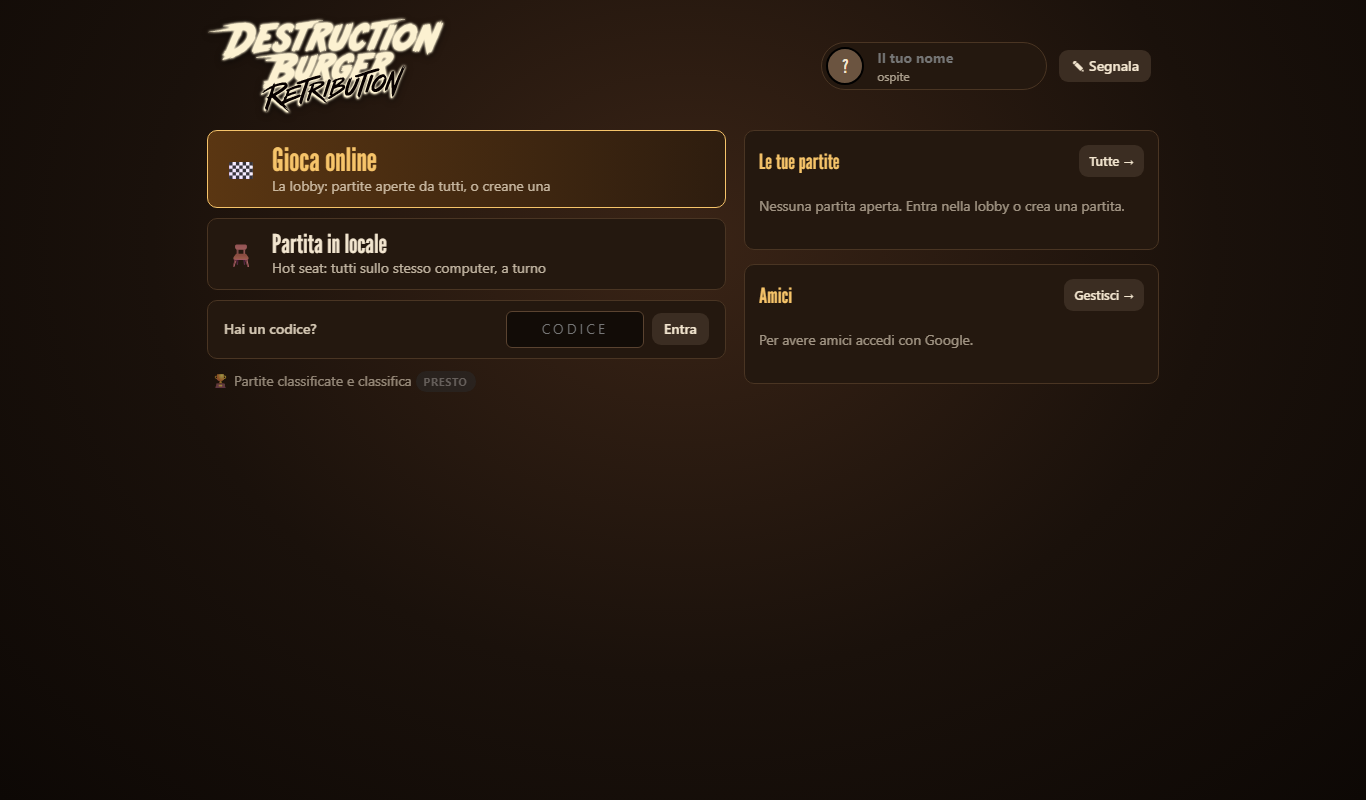 DESTRUCTION
BURGER
RETRIBUTION
?
Il tuo nome
ospite
Segnala
Gioca online
La lobby: partite aperte da tutti, o creane una
Partita in locale
Hot seat: tutti sullo stesso computer, a turno
Hai un codice?
CODICE
Entra
Partite classificate e classifica PRESTO
Le tue partite
Tutte →
Nessuna partita aperta. Entra nella lobby o crea una partita.
Amici
Gestisci →
Per avere amici accedi con Google.